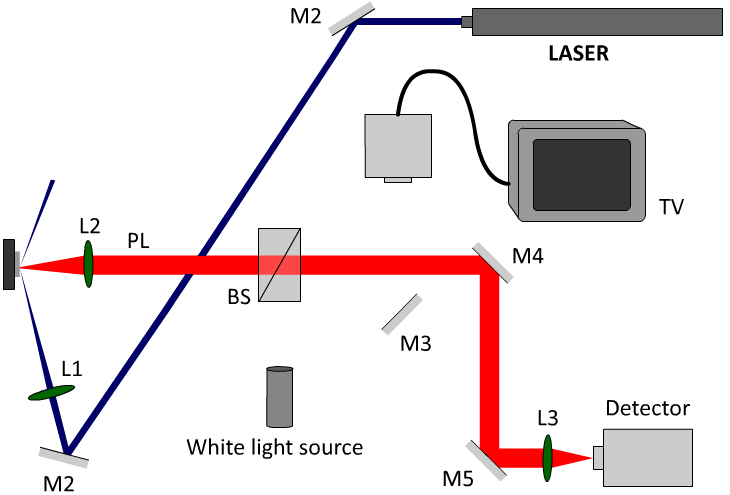 M2
LASER
TV
L2
PL
M4
BS
M3
L1
White light source
L3
Detector
M2
M5